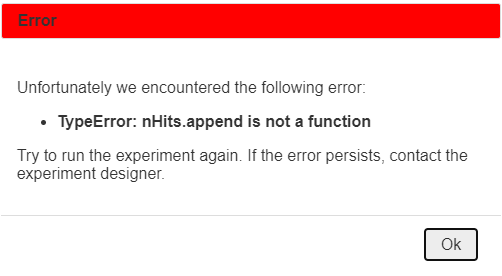 Error
Unfortunately we encountered the following error:
• TypeError: nHits.append is not a function
Try to run the experiment again. If the error persists, contact the
experiment designer.
Ok